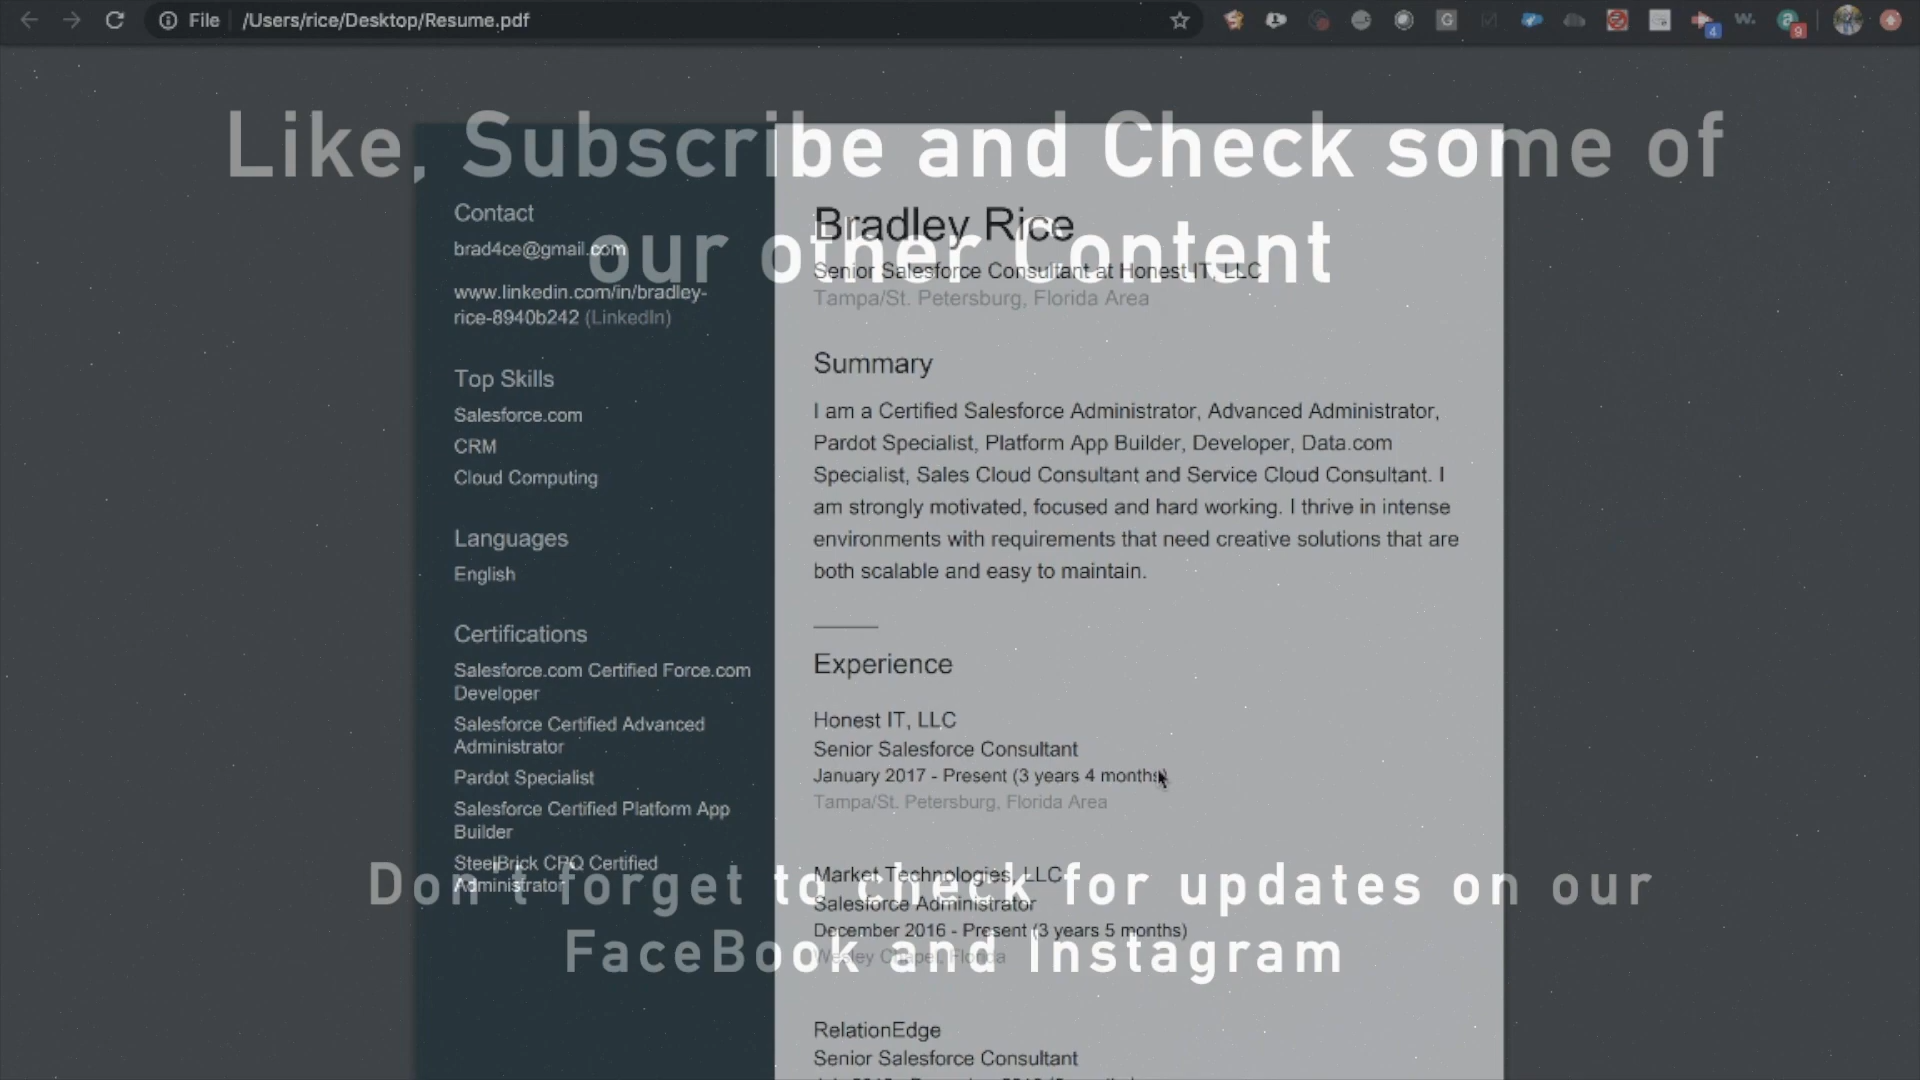 File /Users/rice/Desktop/Resume.pdf
G
4
W.
a
9
Like, Subscribe and Check some of
our other Content
Contact
brad4ce@gmail.com
www.linkedin.com/in/bradley-
rice-8940b242 (LinkedIn)
Top Skills
Salesforce.com
CRM
Cloud Computing
Languages
English
Certifications
Salesforce.com Certified Force.com
Developer
Salesforce Certified Advanced
Administrator
Pardot Specialist
Salesforce Certified Platform App
Builder
SteelBrick CPQ Certified
Administrator
Bradley Rice
Senior Salesforce Consultant at Honest IT, LLC
Tampa/St. Petersburg, Florida Area
Summary
I am a Certified Salesforce Administrator, Advanced Administrator,
Pardot Specialist, Platform App Builder, Developer, Data.com
Specialist, Sales Cloud Consultant and Service Cloud Consultant. I
am strongly motivated, focused and hard working. I thrive in intense
environments with requirements that need creative solutions that are
both scalable and easy to maintain.
Experience
Honest IT, LLC
Senior Salesforce Consultant
January 2017 - Present (3 years 4 months)
Tampa/St. Petersburg, Florida Area
Market Technologies, LLC
Salesforce Administrator
December 2016 - Present (3 years 5 months)
Wesley Chapel, Florida
RelationEdge
Senior Salesforce Consultant
Don't forget to check for updates on our
FaceBook and Instagram